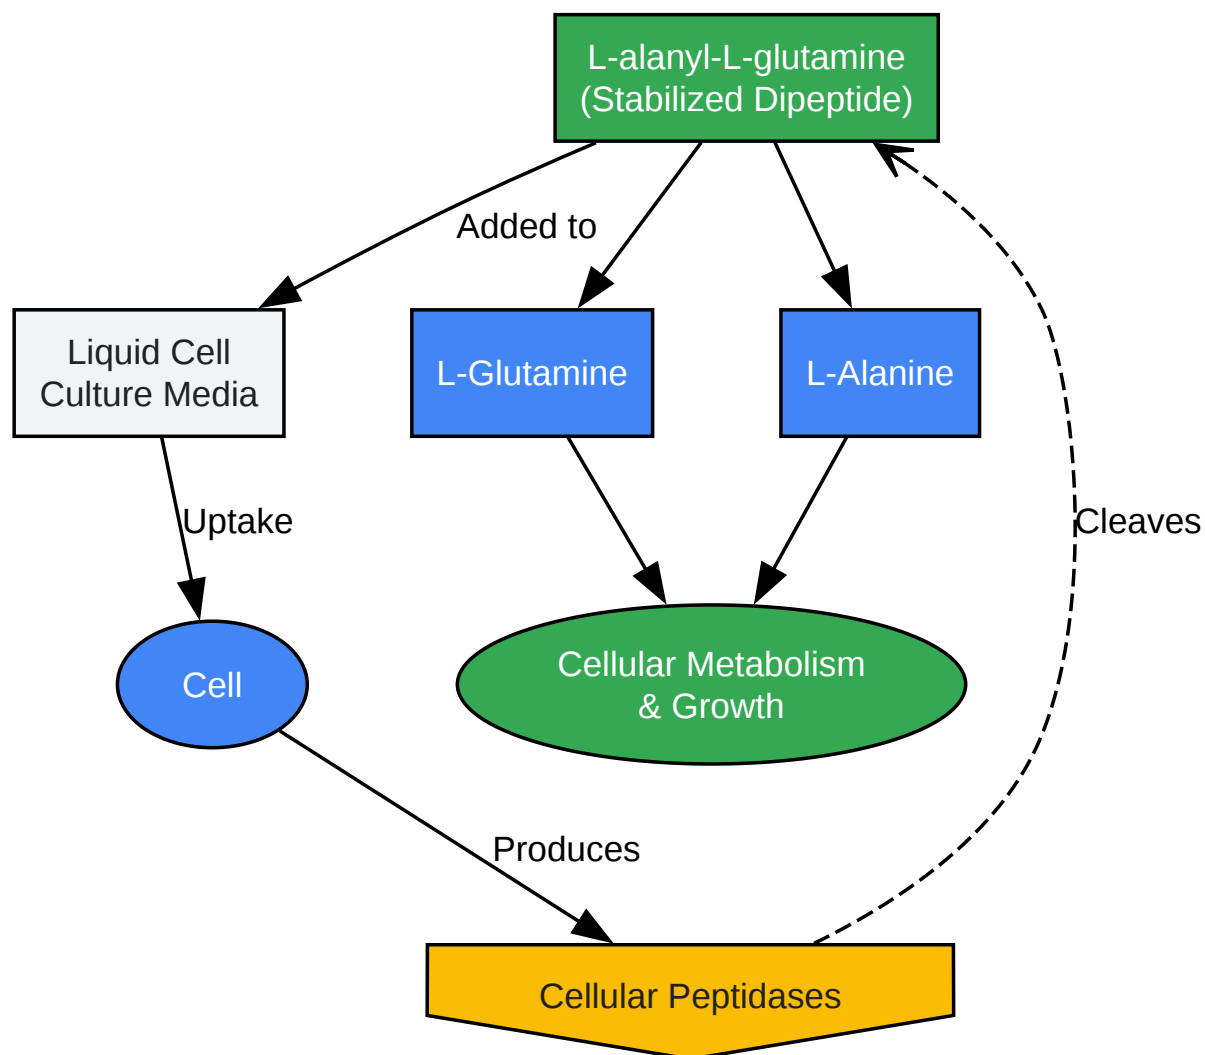 L-alanyl-L-glutamine
(Stabilized Dipeptide)
Added to
Liquid Cell
Culture Media
L-Glutamine
L-Alanine
Uptake
Cleaves
Cell
Cellular Metabolism
& Growth
Produces
Cellular Peptidases